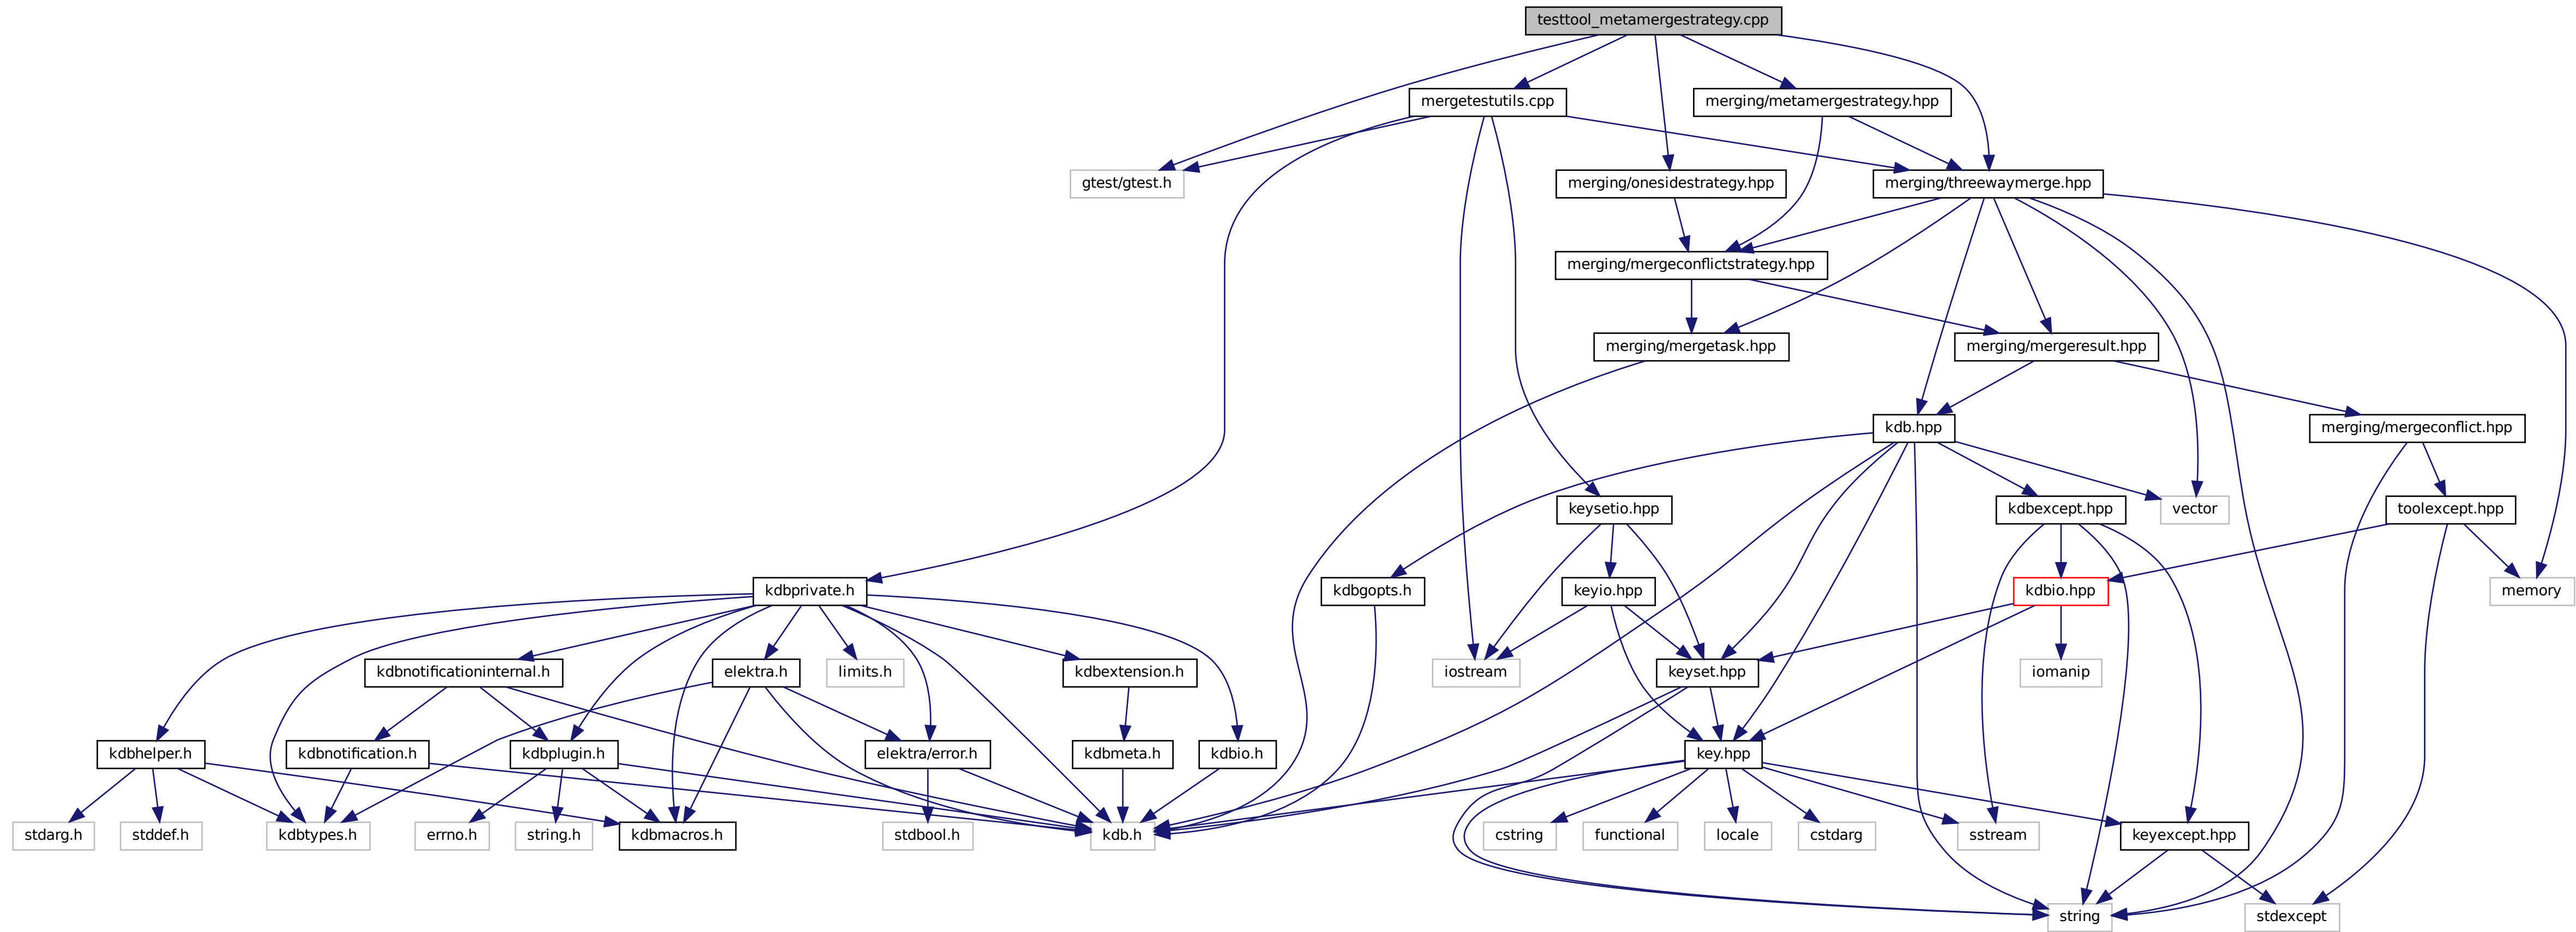 testtool_metamergestrategy.cpp
mergetestutils.cpp
merging/metamergestrategy.hpp
gtest/gtest.h
merging/onesidestrategy.hpp
merging/threewaymerge.hpp
merging/mergeconflictstrategy.hpp
merging/mergetask.hpp
merging/mergeresult.hpp
kdb.hpp
merging/mergeconflict.hpp
keysetio.hpp
kdbexcept.hpp
vector
toolexcept.hpp
kdbprivate.h
kdbgopts.h
keyio.hpp
kdbio.hpp
memory
kdbnotificationinternal.h
elektra.h
limits.h
kdbextension.h
iostream
keyset.hpp
iomanip
kdbhelper.h
kdbnotification.h
kdbplugin.h
elektra/error.h
kdbmeta.h
kdbio.h
key.hpp
stdarg.h
stddef.h
kdbtypes.h
errno.h
string.h
kdbmacros.h
stdbool.h
kdb.h
cstring
functional
locale
cstdarg
sstream
keyexcept.hpp
string
stdexcept